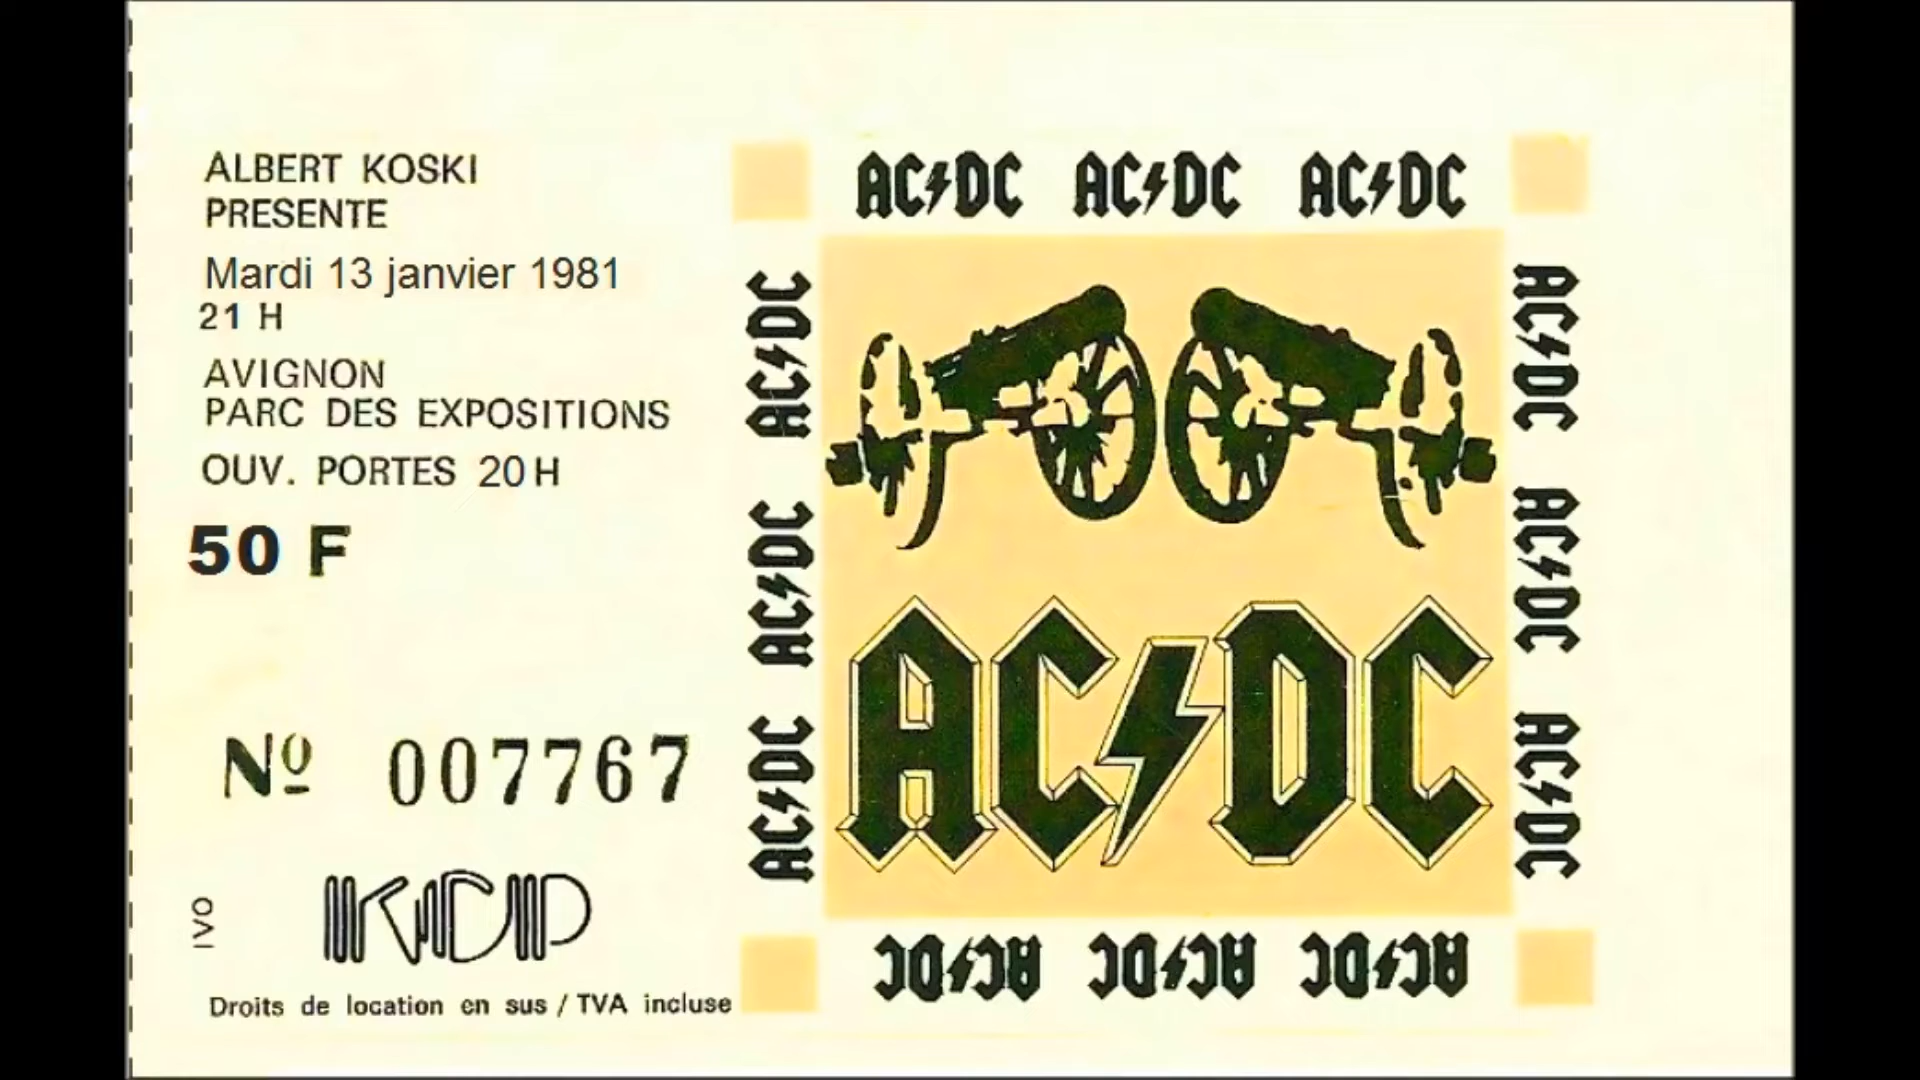 ALBERT KOSKI
PRESENTE
Mardi 13 janvier 1981
21 H
AVIGNON
PARC DES EXPOSITIONS
OUV. PORTES 20 H
50 F
Nº 007767
IVO
KCP
Droits de location en sus / TVA incluse
AC⚡DC AC⚡DC AC⚡DC
AC⚡DC
AC⚡DC
AC⚡DC
AC⚡DC
AC⚡DC
AC⚡DC
AC⚡DC
AC⚡DC AC⚡DC AC⚡DC